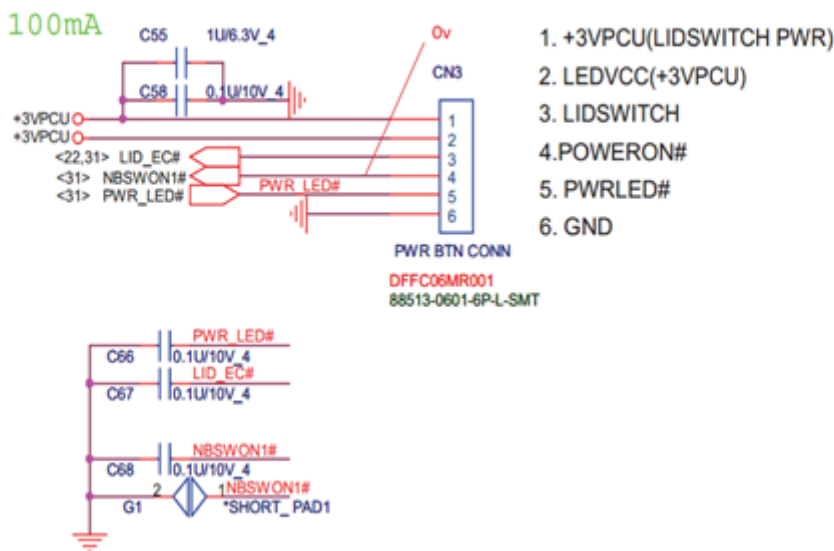 100mA
C55 1U/6.3V_4
C58 0.1U/10V_4
+3VPCU
+3VPCU
<22,31> LID_EC#
<31> NBSWON1#
<31> PWR_LED#
PWR_LED#
0v
CN3
1
2
3
4
5
6
PWR BTN CONN
DFFC06MR001
88513-0601-6P-L-SMT
1. +3VPCU(LIDSWITCH PWR)
2. LEDVCC(+3VPCU)
3. LIDSWITCH
4.POWERON#
5. PWRLED#
6. GND
PWR_LED#
C66 0.1U/10V_4
LID_EC#
C67 0.1U/10V_4
NBSWON1#
C68 0.1U/10V_4
2 1 NBSWON1#
G1 *SHORT_ PAD1